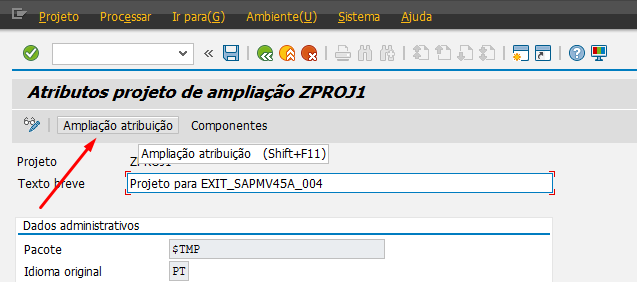 Projeto Processar Ir para(G) Ambiente(U) Sistema Ajuda
Atributos projeto de ampliação ZPROJ1
Ampliação atribuição Componentes
Ampliação atribuição (Shift+F11)
Projeto ZPROJ1
Texto breve Projeto para EXIT_SAPMV45A_004
Dados administrativos
Pacote $TMP
Idioma original PT